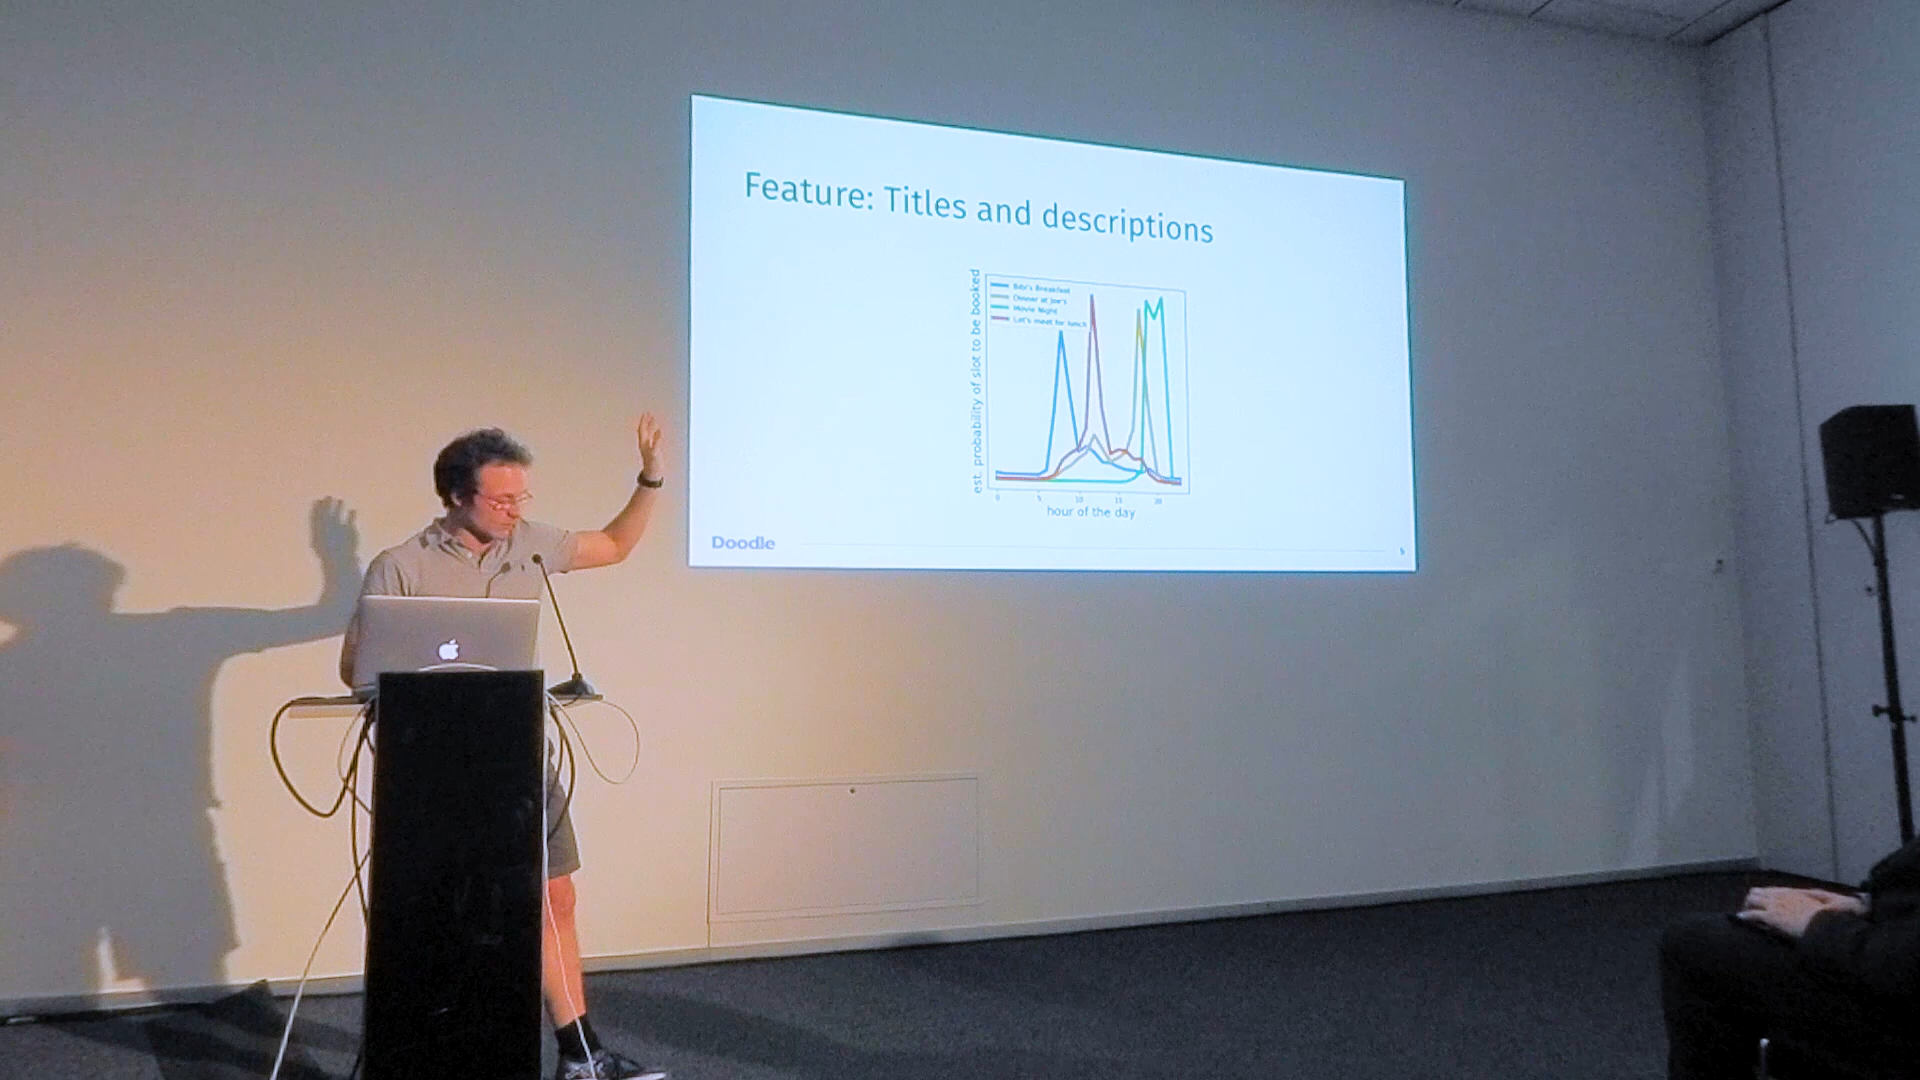 Feature: Titles and descriptions
est. probability of slot to be booked
Bibi's Breakfast
Dinner at Joe's
Movie Night
Let's meet for lunch
0 5 10 15 20
hour of the day
Doodle